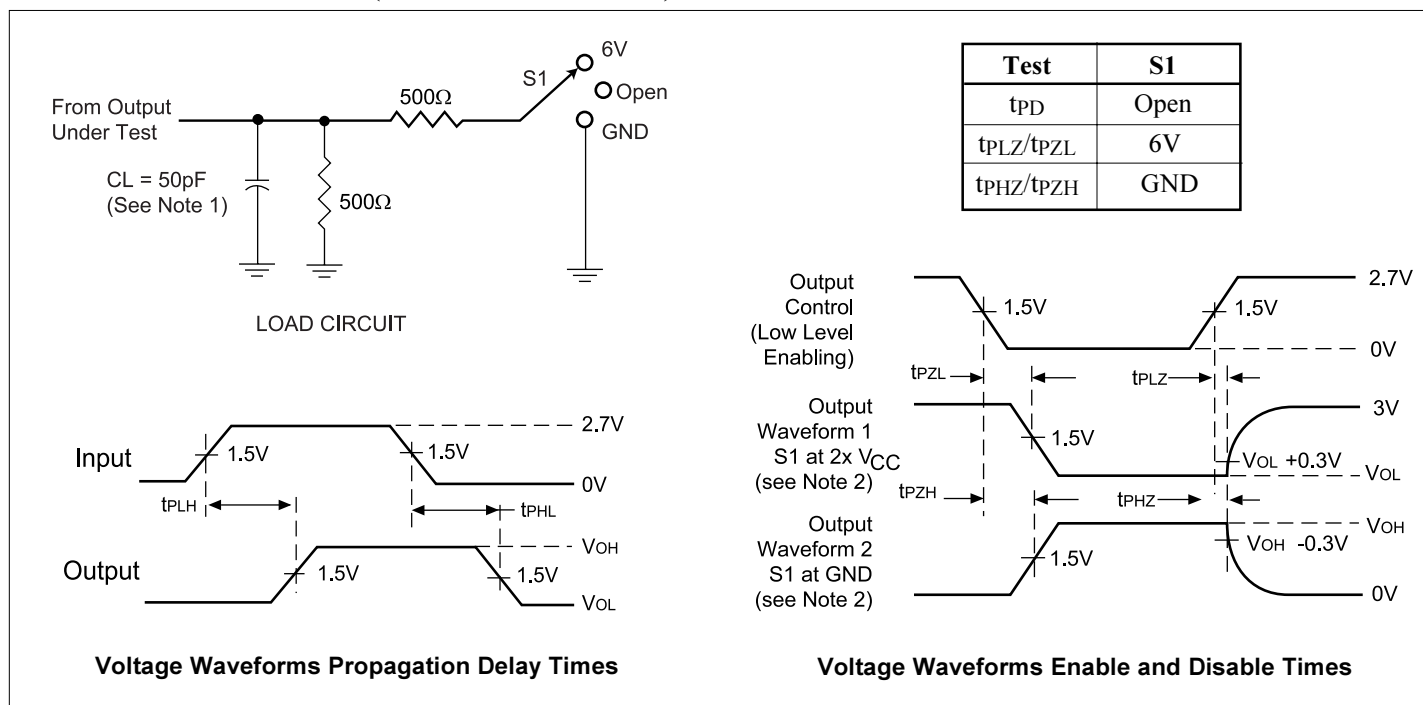 6V
S1
Open
500Ω
From Output
Under Test
GND
CL = 50pF
(See Note 1)
500Ω
LOAD CIRCUIT
Test S1
tPD Open
tPLZ/tPZL 6V
tPHZ/tPZH GND
Input
1.5V
1.5V
2.7V
0V
tPLH
tPHL
Output
1.5V
1.5V
VOH
VOL
Voltage Waveforms Propagation Delay Times
Output
Control
(Low Level
Enabling)
1.5V
1.5V
2.7V
0V
tPZL
tPLZ
Output
Waveform 1
S1 at 2x VCC
(see Note 2)
1.5V
3V
VOL +0.3V
VOL
tPZH
tPHZ
Output
Waveform 2
S1 at GND
(see Note 2)
1.5V
VOH
VOH -0.3V
0V
Voltage Waveforms Enable and Disable Times